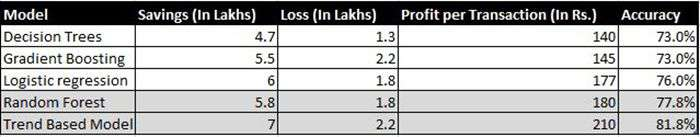 Model Savings (In Lakhs) Loss (In Lakhs) Profit per Transaction (In Rs.) Accuracy
Decision Trees 4.7 1.3 140 73.0%
Gradient Boosting 5.5 2.2 145 73.0%
Logistic regression 6 1.8 177 76.0%
Random Forest 5.8 1.8 180 77.8%
Trend Based Model 7 2.2 210 81.8%